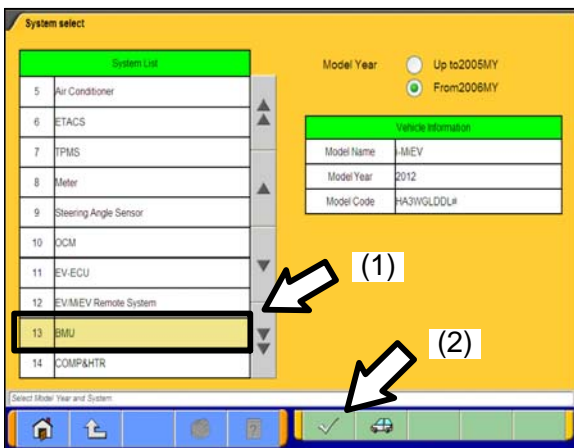 System select
System List
5 Air Conditioner
6 ETACS
7 TPMS
8 Meter
9 Steering Angle Sensor
10 OCM
11 EV-ECU
12 EV/MiEV Remote System
13 BMU
14 COMP&HTR
Model Year
Up to2005MY
From2006MY
Vehicle Information
Model Name i-MiEV
Model Year 2012
Model Code HA3WGLDDL#
(1)
(2)
Select Model Year and System.
?